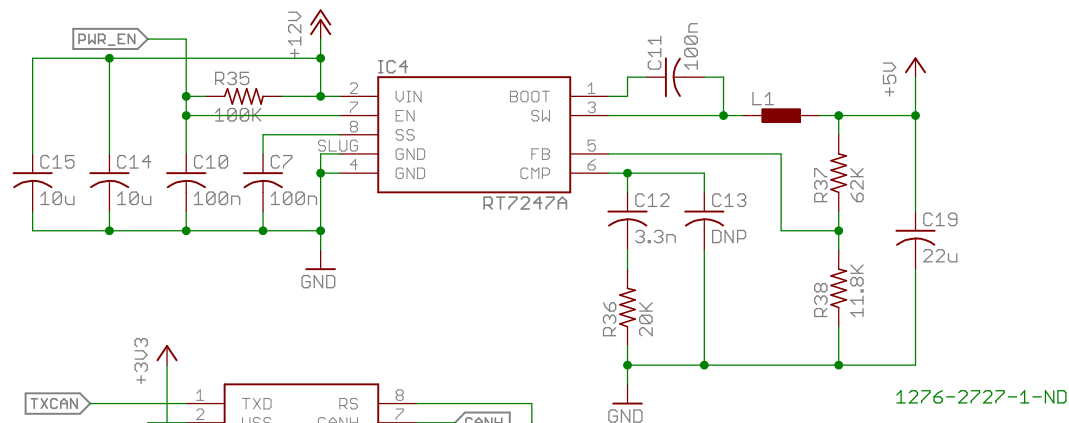 PWR_EN
+12V
R35
100K
C15
10u
C14
10u
C10
100n
C7
100n
GND
IC4
2 VIN
7 EN
8 SS
SLUG GND
4 GND
BOOT 1
SW 3
FB 5
CMP 6
RT7247A
C11
100n
L1
+5V
C12
3.3n
C13
DNP
R36
20K
R37
62K
R38
11.8K
C19
22u
GND
1276-2727-1-ND
+3V3
TXCAN
1 TXD
RS 8
2 VSS
CANH 7
CANH